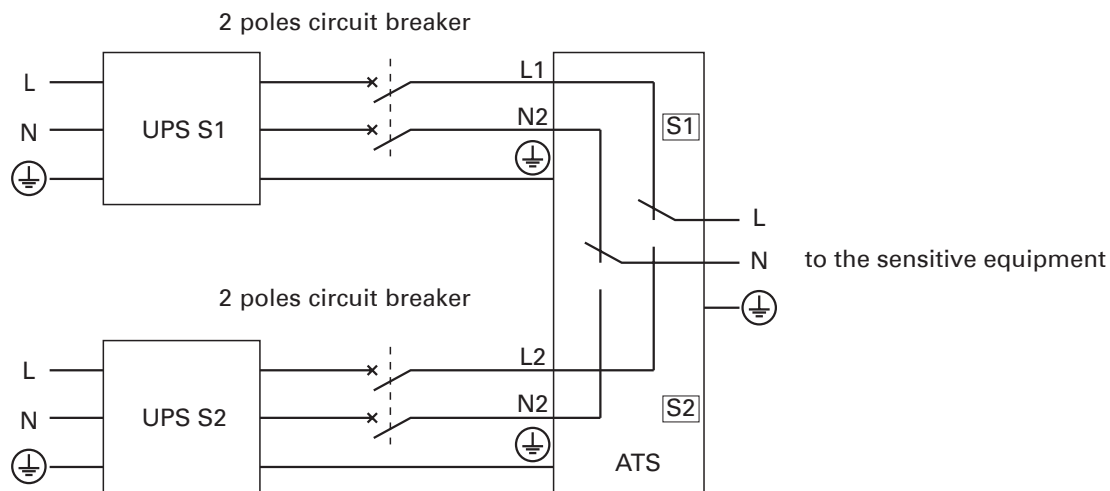 2 poles circuit breaker
L
L1
N
UPS S1
N2
S1
L
N
to the sensitive equipment
2 poles circuit breaker
L
L2
N
UPS S2
N2
S2
ATS